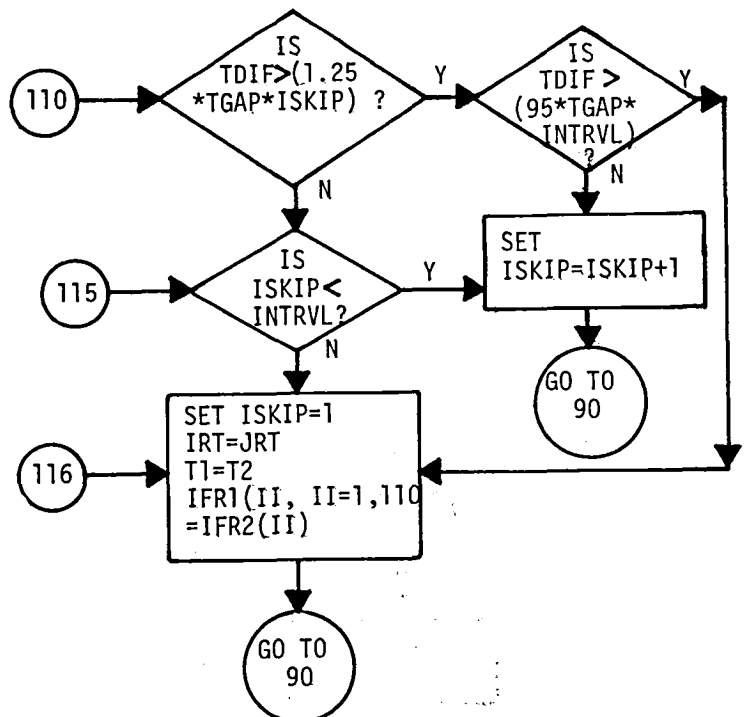 110
IS
TDIF>(1.25
*TGAP*ISKIP) ?
Y
N
IS
TDIF >
(95*TGAP*
INTRVL)
?
Y
N
SET
ISKIP=ISKIP+1
GO TO
90
115
IS
ISKIP<
INTRVL?
Y
N
116
SET ISKIP=1
IRT=JRT
T1=T2
IFR1(II, II=1,110
=IFR2(II)
GO TO
90